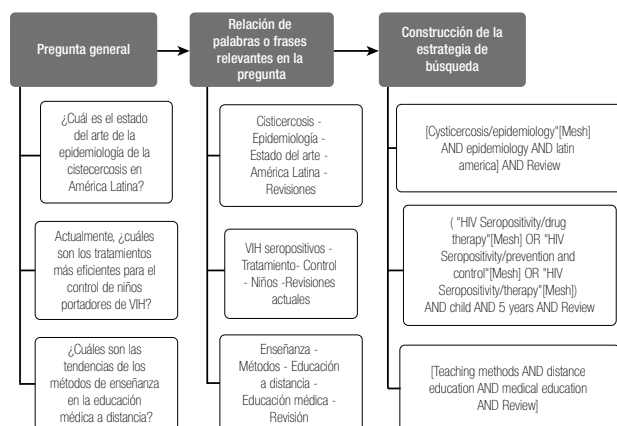 Pregunta general
Relación de
palabras o frases
relevantes en la
pregunta
Construcción de la
estrategia de
búsqueda
¿Cuál es el estado
del arte de la
epidemiología de la
cistecercosis en
América Latina?
Cisticercosis -
Epidemiología -
Estado del arte -
América Latina -
Revisiones
[Cysticercosis/epidemiology"[Mesh]
AND epidemiology AND latin
america] AND Review
Actualmente, ¿cuáles
son los tratamientos
más eficientes para el
control de niños
portadores de VIH?
VIH seropositivos -
Tratamiento- Control
- Niños -Revisiones
actuales
( "HIV Seropositivity/drug
therapy"[Mesh] OR "HIV
Seropositivity/prevention and
control"[Mesh] OR "HIV
Seropositivity/therapy"[Mesh])
AND child AND 5 years AND Review
¿Cuáles son las
tendencias de los
métodos de enseñanza
en la educación
médica a distancia?
Enseñanza -
Métodos - Educación
a distancia -
Educación médica -
Revisión
[Teaching methods AND distance
education AND medical education
AND Review]